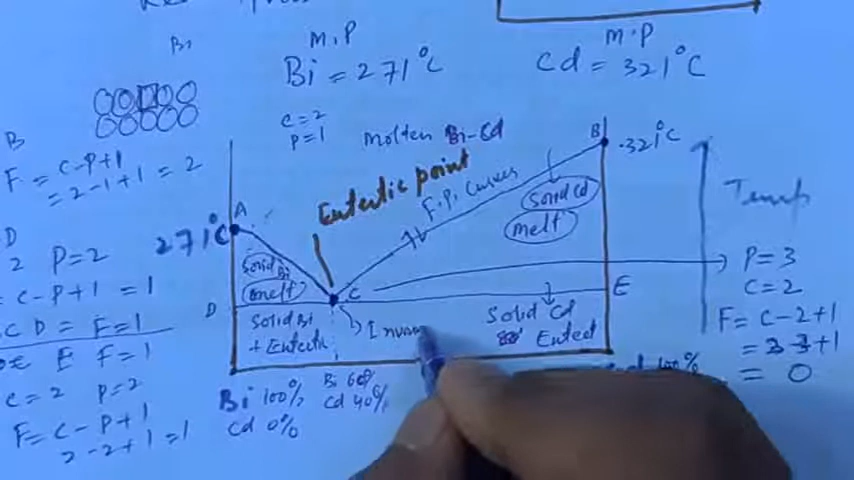 Bi
M.P
Bi = 271°C
M.P
Cd = 321°C
C=2
P=1
Molten Bi-Cd
B
321°C
B
F = C-P+1
= 2-1+1 = 2
Eutectic point
F.P. Curves
Solid Cd
melt
Temp
A
271°C
Solid Bi
melt
C
D
E
D
2 P=2
= C-P+1 = 1
C D = F=1
E F=1
C=2 P=2
F = C-P+1
2-2+1 = 1
Solid Bi
+ Eutectic
Solid Cd
Eutect
P=3
C=2
F = C-2+1
+1
= 0
Bi 100%
Cd 0%
Bi 60%
Cd 40%
100%